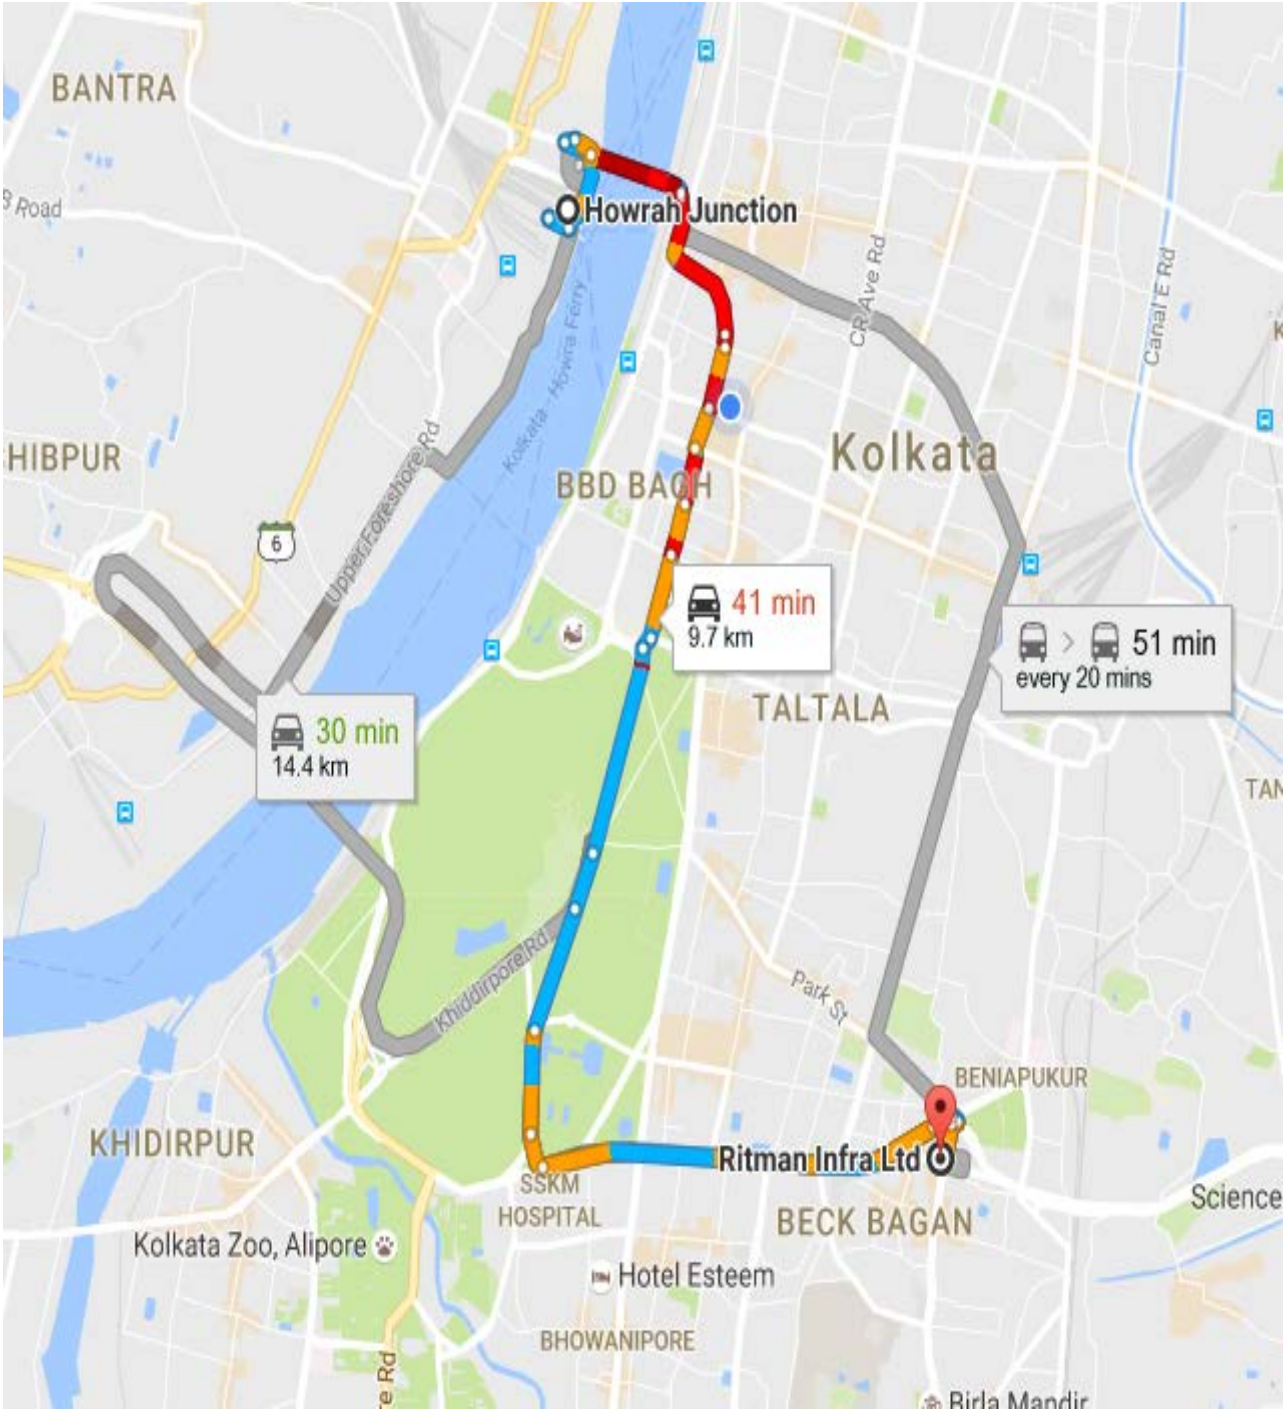 BANTRA
B Road
Howrah Junction
CR Ave Rd
Canal E Rd
Kolkata - Howra Ferry
Upper Foreshore Rd
HIBPUR
Kolkata
BBD BAGH
6
41 min
9.7 km
51 min
every 20 mins
TALTALA
30 min
14.4 km
TAN
Khiddirpore Rd
Park St
BENIAPUKUR
KHIDIRPUR
Ritman Infra Ltd
SSKM
HOSPITAL
Science
BECK BAGAN
Kolkata Zoo, Alipore
Hotel Esteem
BHOWANIPORE
re Rd
Birla Mandir